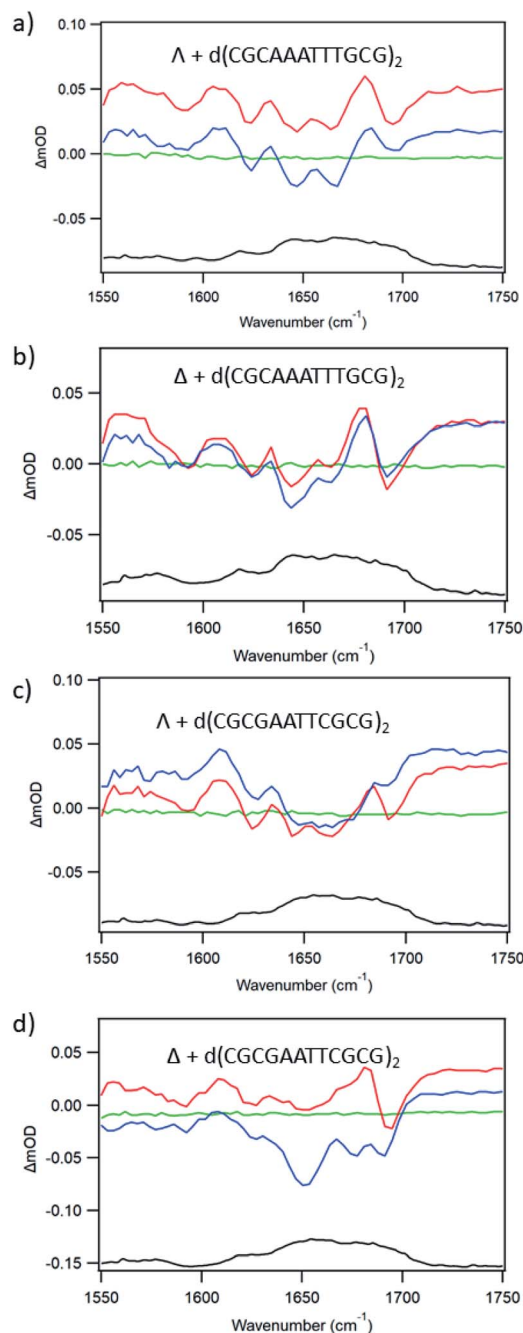 a)
Λ + d(CGCAAATTTGCG)₂
0.10
0.05
0.00
-0.05
ΔmOD
1550 1600 1650 1700 1750
Wavenumber (cm⁻¹)
b)
Δ + d(CGCAAATTTGCG)₂
0.05
0.00
-0.05
ΔmOD
1550 1600 1650 1700 1750
Wavenumber (cm⁻¹)
c)
Λ + d(CGCGAATTCGCG)₂
0.10
0.05
0.00
-0.05
ΔmOD
1550 1600 1650 1700 1750
Wavenumber (cm⁻¹)
d)
Δ + d(CGCGAATTCGCG)₂
0.05
0.00
-0.05
-0.10
-0.15
ΔmOD
1550 1600 1650 1700 1750
Wavenumber (cm⁻¹)